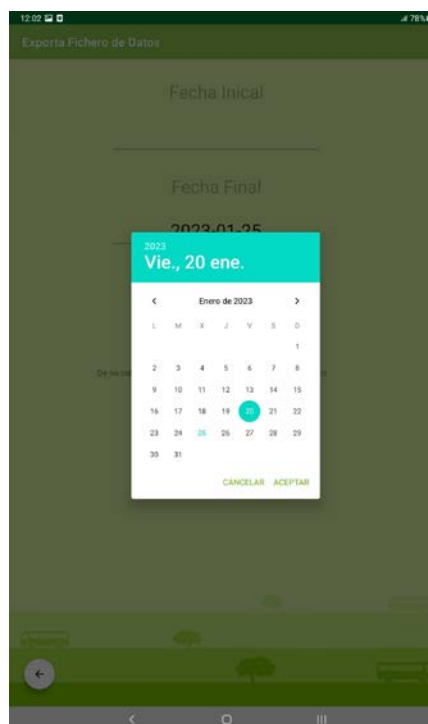 12:02
78%
Exporta Fichero de Datos
Fecha Inical
Fecha Final
2023-01-25
2023
Vie., 20 ene.
Enero de 2023
L M X J V S D
1
2 3 4 5 6 7 8
9 10 11 12 13 14 15
16 17 18 19 20 21 22
23 24 25 26 27 28 29
30 31
De no
CANCELAR ACEPTAR